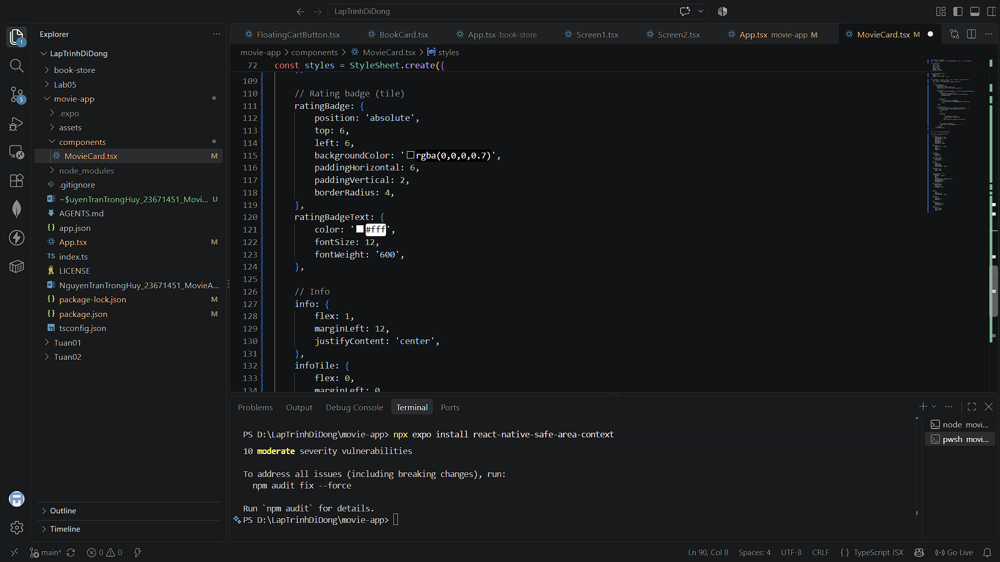 LapTrinhDiDong
Explorer
LapTrinhDiDong
book-store
Lab05
movie-app
.expo
assets
components
MovieCard.tsx M
node_modules
.gitignore
~$uyenTranTrongHuy_23671451_Movi... U
AGENTS.md
{} app.json
App.tsx M
TS index.ts
LICENSE
NguyenTranTrongHuy_23671451_MovieA...
{} package-lock.json M
{} package.json M
TS tsconfig.json
Tuan01
Tuan02
Outline
Timeline
1
5
FloatingCartButton.tsx BookCard.tsx App.tsx book-store Screen1.tsx Screen2.tsx App.tsx movie-app M MovieCard.tsx M
movie-app > components > MovieCard.tsx > styles
72 const styles = StyleSheet.create({
109
110 // Rating badge (tile)
111 ratingBadge: {
112 position: 'absolute',
113 top: 6,
114 left: 6,
115 backgroundColor: 'rgba(0,0,0,0.7)',
116 paddingHorizontal: 6,
117 paddingVertical: 2,
118 borderRadius: 4,
119 },
120 ratingBadgeText: {
121 color: '#fff',
122 fontSize: 12,
123 fontWeight: '600',
124 },
125
126 // Info
127 info: {
128 flex: 1,
129 marginLeft: 12,
130 justifyContent: 'center',
131 },
132 infoTile: {
133 flex: 0,
134 marginLeft: 0
Problems Output Debug Console Terminal Ports
PS D:\LapTrinhDiDong\movie-app> npx expo install react-native-safe-area-context
10 moderate severity vulnerabilities
To address all issues (including breaking changes), run:
npm audit fix --force
Run `npm audit` for details.
PS D:\LapTrinhDiDong\movie-app>
node movi...
pwsh movi...
main* 0 0 Ln 90, Col 8 Spaces: 4 UTF-8 CRLF {} TypeScript JSX Go Live